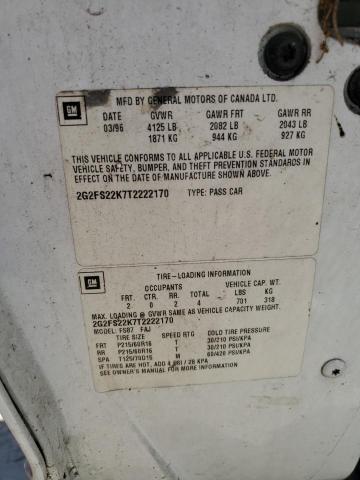 GM
MFD BY GENERAL MOTORS OF CANADA LTD.
DATE GVWR GAWR FRT GAWR RR
03/96 4125 LB 2082 LB 2043 LB
1871 KG 944 KG 927 KG
THIS VEHICLE CONFORMS TO ALL APPLICABLE U.S. FEDERAL MOTOR
VEHICLE SAFETY, BUMPER, AND THEFT PREVENTION STANDARDS IN
EFFECT ON THE DATE OF MANUFACTURE SHOWN ABOVE.
2G2FS22K7T2222170 TYPE: PASS CAR
GM
TIRE-LOADING INFORMATION
OCCUPANTS VEHICLE CAP. WT.
FRT CTR RR TOTAL LBS KG
2 0 2 4 701 318
MAX. LOADING @ GVWR SAME AS VEHICLE CAPACITY WEIGHT.
2G2FS22K7T2222170
MODEL: FS87 FAJ
TIRE SIZE SPEED RTG COLD TIRE PRESSURE
FRT P215/60R16 T 30/210 PSI/KPA
RR P215/60R16 T 30/210 PSI/KPA
SPA T125/70D15 M 60/420 PSI/KPA
IF TIRES ARE HOT, ADD 4 PSI / 28 KPA
SEE OWNER'S MANUAL FOR ADDITIONAL INFORMATION